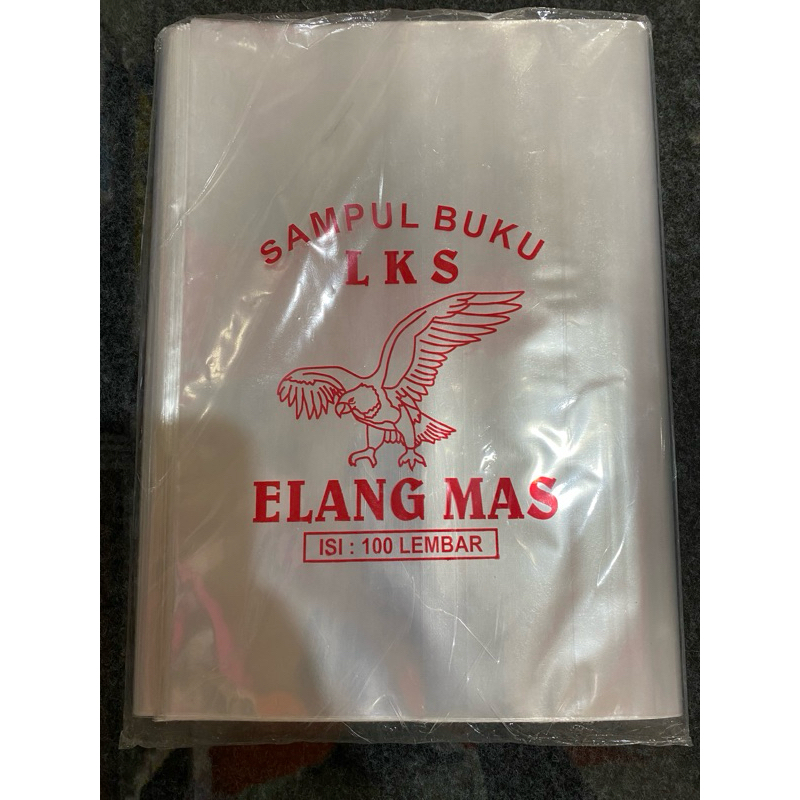 SAMPUL BUKU
LKS
ELANG MAS
ISI : 100 LEMBAR